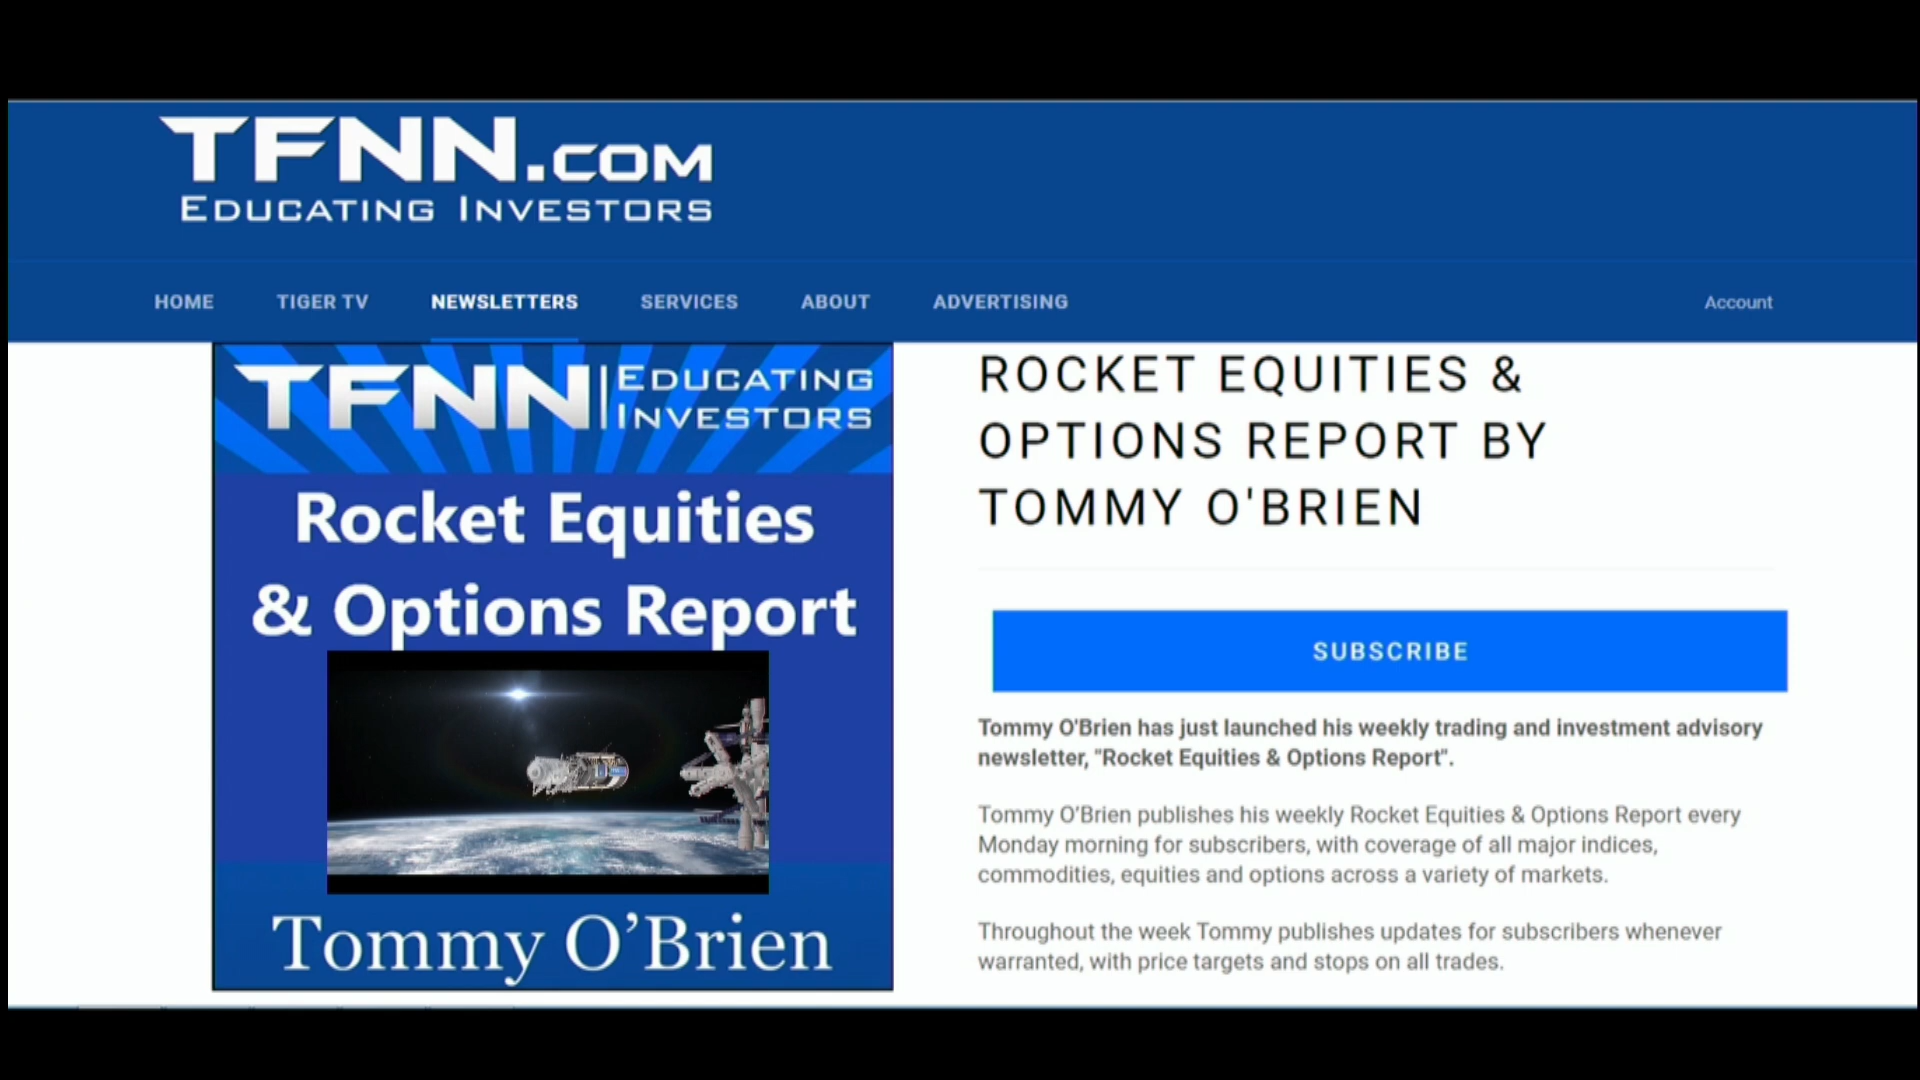 TFNN.COM
EDUCATING INVESTORS
HOME TIGER TV NEWSLETTERS SERVICES ABOUT ADVERTISING Account
TFNN EDUCATING
INVESTORS
Rocket Equities
& Options Report
Tommy O’Brien
ROCKET EQUITIES &
OPTIONS REPORT BY
TOMMY O'BRIEN
SUBSCRIBE
Tommy O'Brien has just launched his weekly trading and investment advisory
newsletter, "Rocket Equities & Options Report".
Tommy O'Brien publishes his weekly Rocket Equities & Options Report every
Monday morning for subscribers, with coverage of all major indices,
commodities, equities and options across a variety of markets.
Throughout the week Tommy publishes updates for subscribers whenever
warranted, with price targets and stops on all trades.